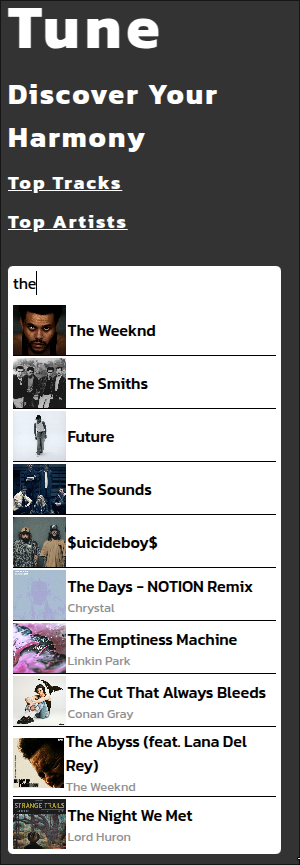 Tune
Discover Your
Harmony
Top Tracks
Top Artists
the
The Weeknd
The Smiths
Future
The Sounds
$uicideboy$
The Days - NOTION Remix
Chrystal
The Emptiness Machine
Linkin Park
The Cut That Always Bleeds
Conan Gray
The Abyss (feat. Lana Del
Rey)
The Weeknd
STRANGE TRAILS
The Night We Met
Lord Huron